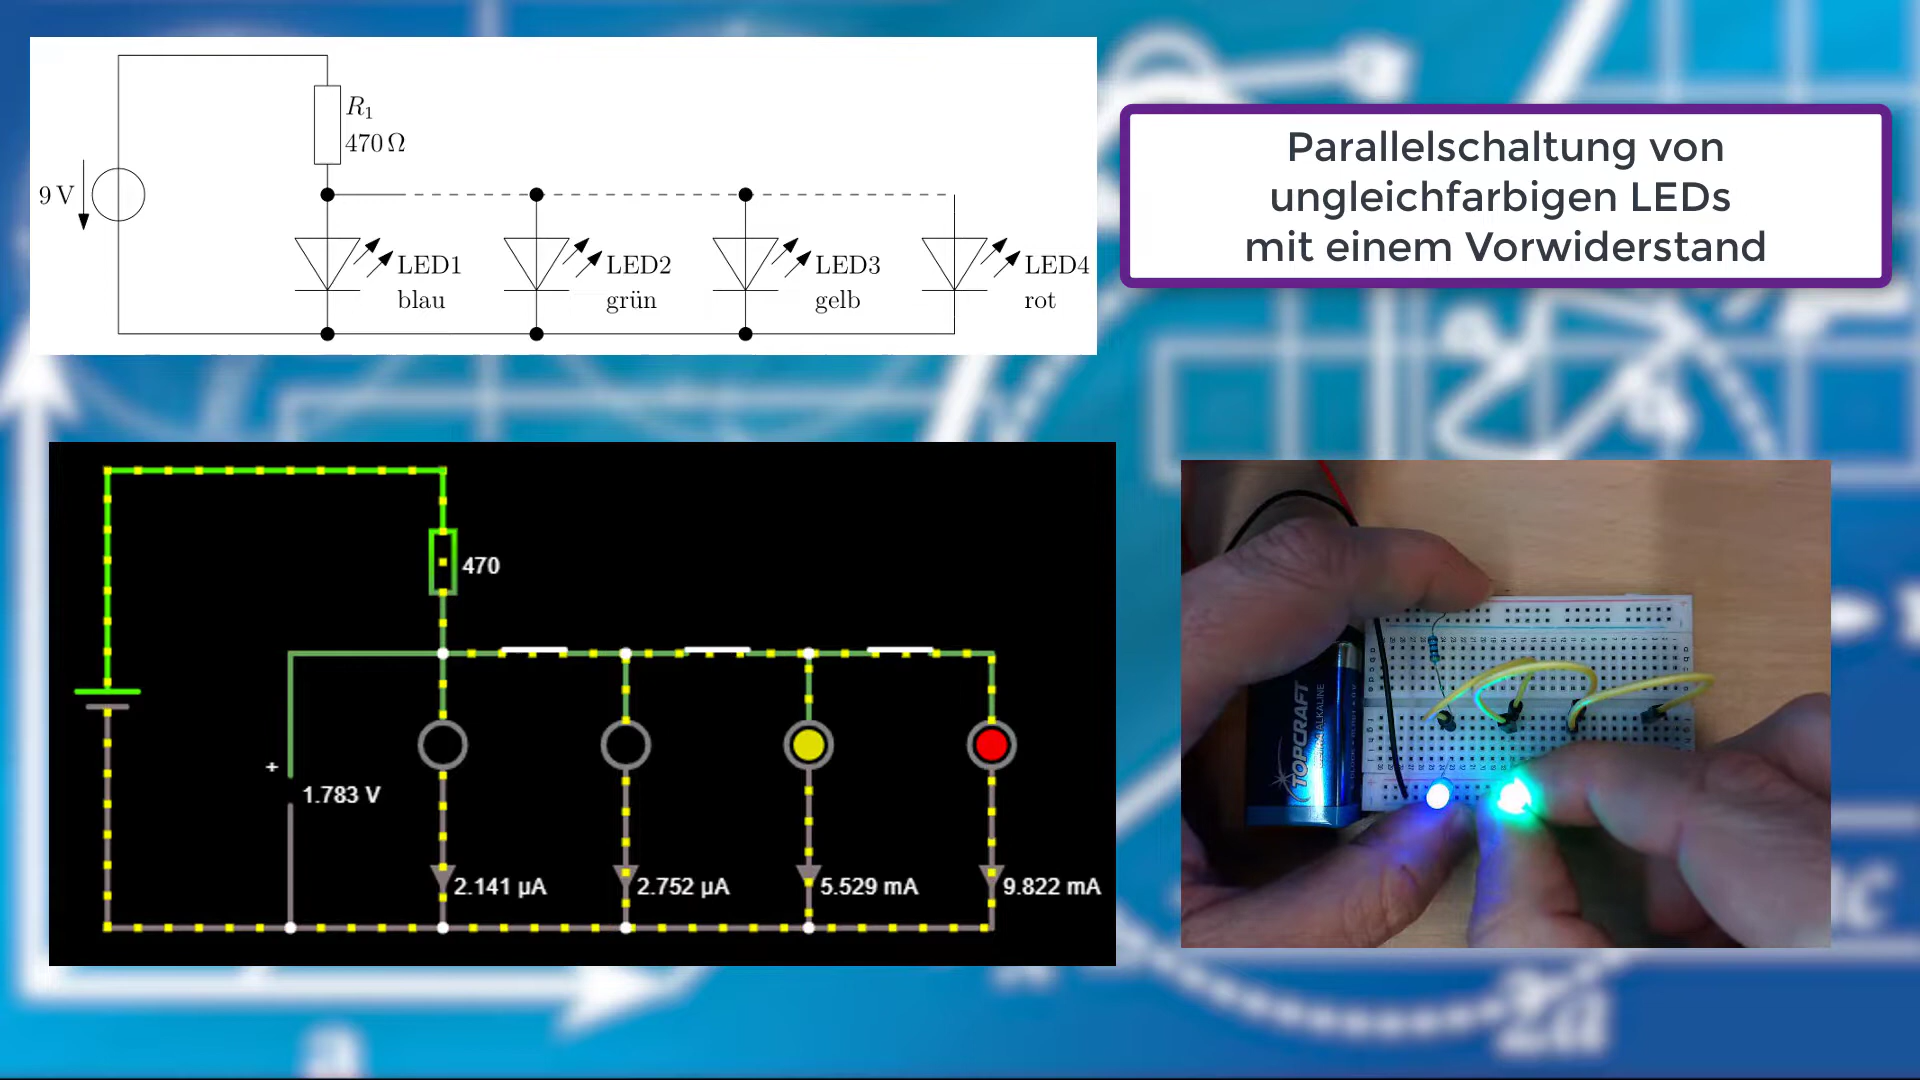 R1
470 Ω
9 V
LED1
blau
LED2
grün
LED3
gelb
LED4
rot
Parallelschaltung von
ungleichfarbigen LEDs
mit einem Vorwiderstand
470
+
1.783 V
2.141 µA
2.752 µA
5.529 mA
9.822 mA
TOPCRAFT
ALKALINE
a
2a